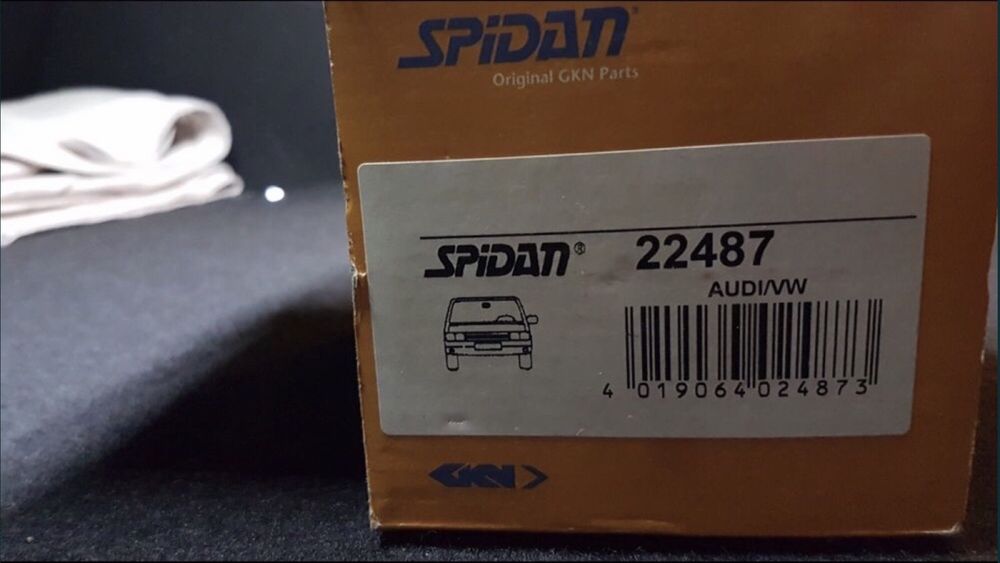 SPiDAN
Original GKN Parts
SPiDAN® 22487
AUDI/VW
4 019064 024873
GKN